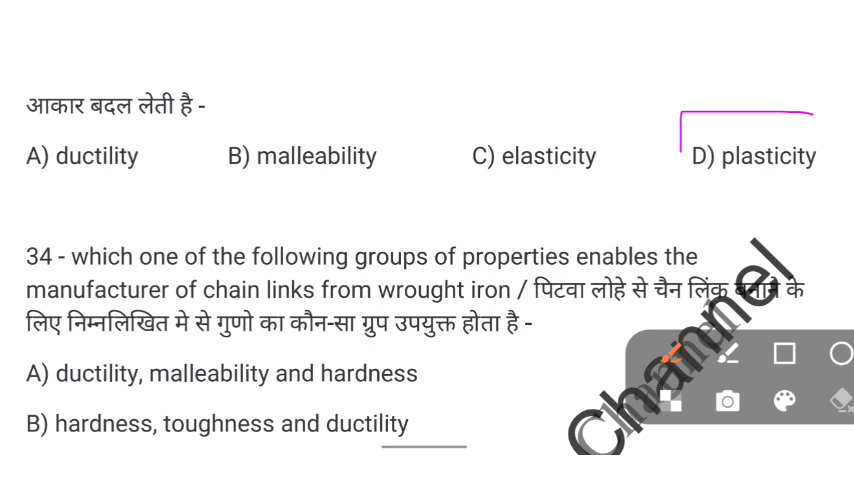 आकार बदल लेती है -
A) ductility B) malleability C) elasticity D) plasticity
34 - which one of the following groups of properties enables the
manufacturer of chain links from wrought iron / पिटवा लोहे से चैन लिंक बनाने के
लिए निम्नलिखित मे से गुणो का कौन-सा ग्रुप उपयुक्त होता है -
A) ductility, malleability and hardness
B) hardness, toughness and ductility
Channel